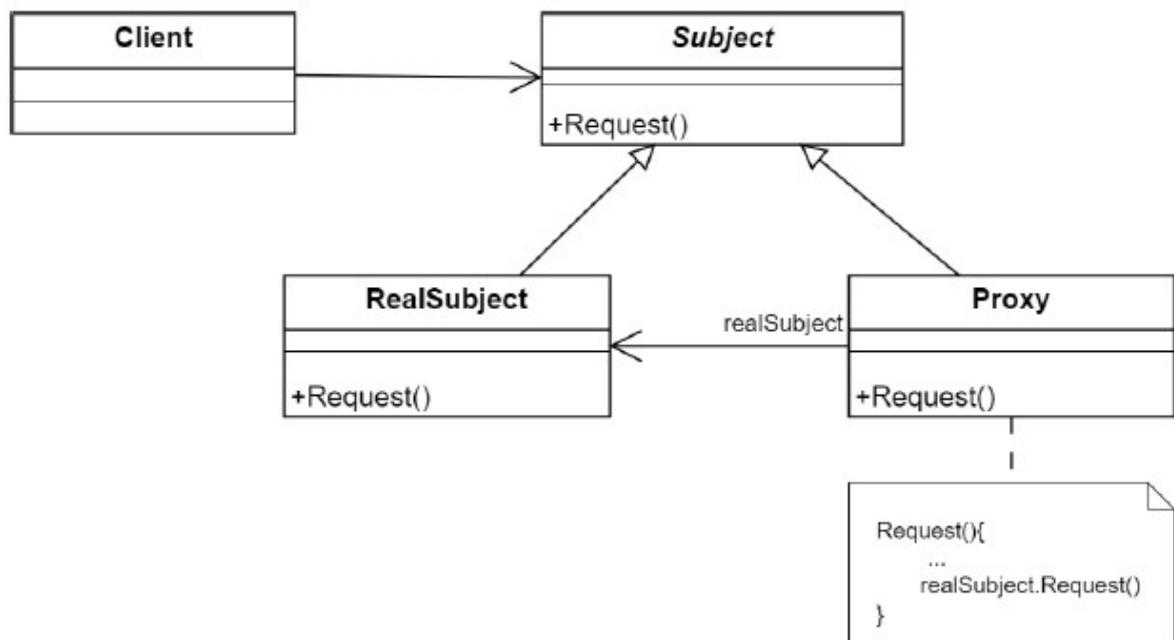 Client
Subject
+Request()
RealSubject
realSubject
Proxy
+Request()
+Request()
Request(){
...
realSubject.Request()
}